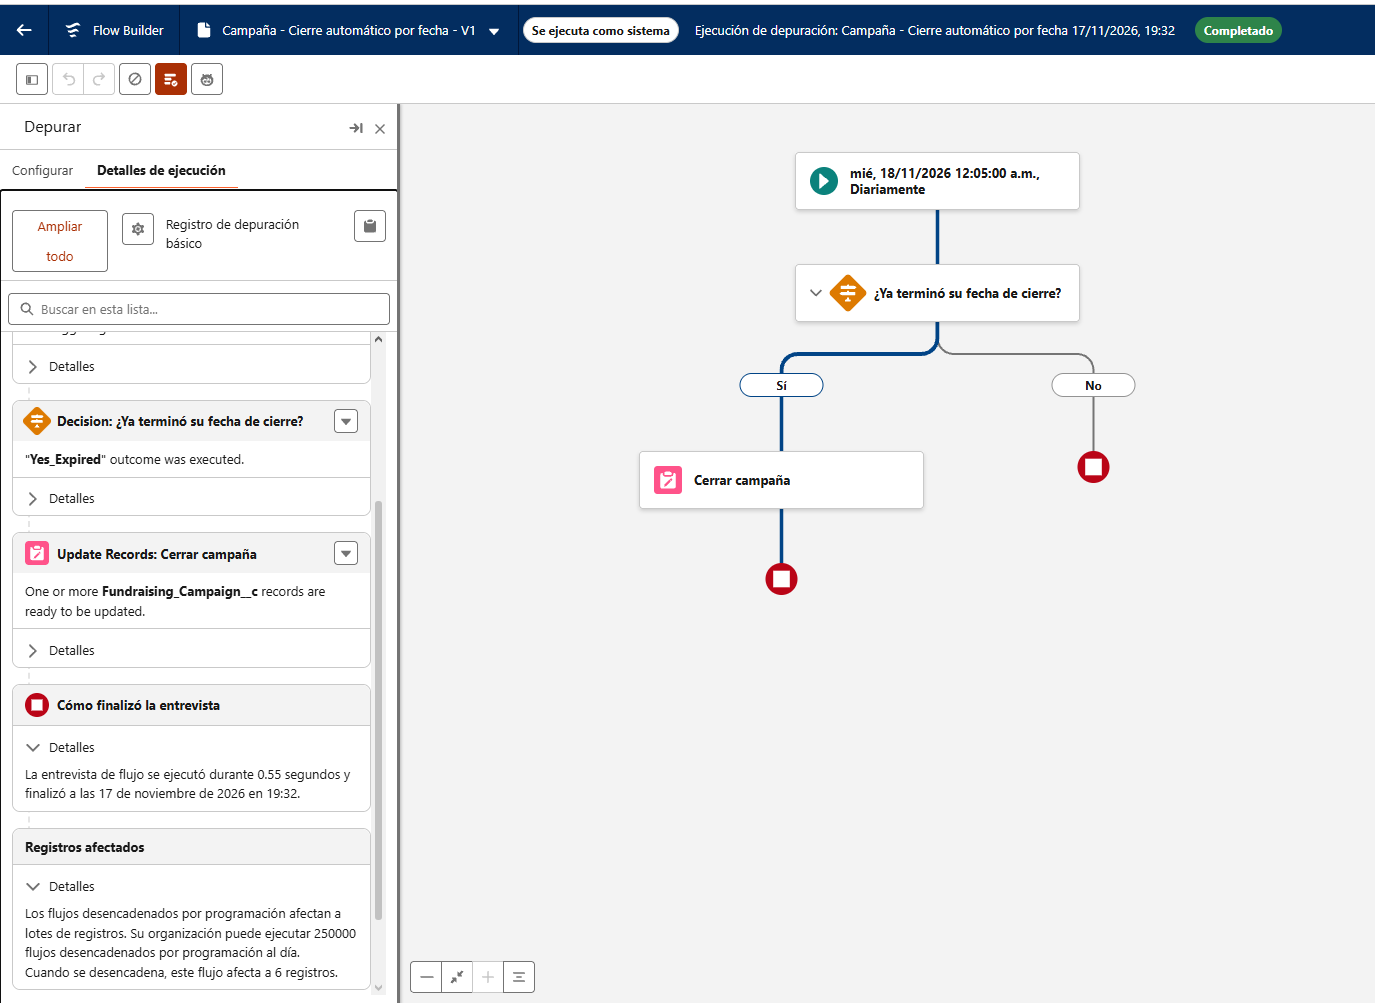 Flow Builder
Campaña - Cierre automático por fecha - V1
Se ejecuta como sistema
Ejecución de depuración: Campaña - Cierre automático por fecha 17/11/2026, 19:32
Completado
Depurar
Configurar
Detalles de ejecución
Ampliar
todo
Registro de depuración
básico
Buscar en esta lista...
Detalles
Decision: ¿Ya terminó su fecha de cierre?
"Yes_Expired" outcome was executed.
Detalles
Update Records: Cerrar campaña
One or more Fundraising_Campaign__c records are
ready to be updated.
Detalles
Cómo finalizó la entrevista
Detalles
La entrevista de flujo se ejecutó durante 0.55 segundos y
finalizó a las 17 de noviembre de 2026 en 19:32.
Registros afectados
Detalles
Los flujos desencadenados por programación afectan a
lotes de registros. Su organización puede ejecutar 250000
flujos desencadenados por programación al día.
Cuando se desencadena, este flujo afecta a 6 registros.
mié, 18/11/2026 12:05:00 a.m.,
Diariamente
¿Ya terminó su fecha de cierre?
Sí
No
Cerrar campaña